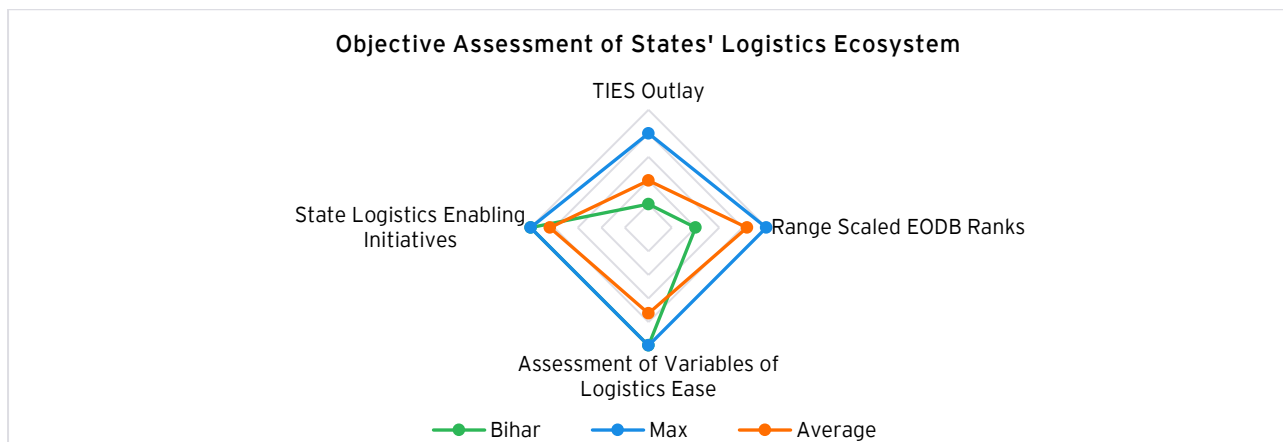 Objective Assessment of States' Logistics Ecosystem
TIES Outlay
State Logistics Enabling
Initiatives
Range Scaled EODB Ranks
Assessment of Variables of
Logistics Ease
Bihar
Max
Average